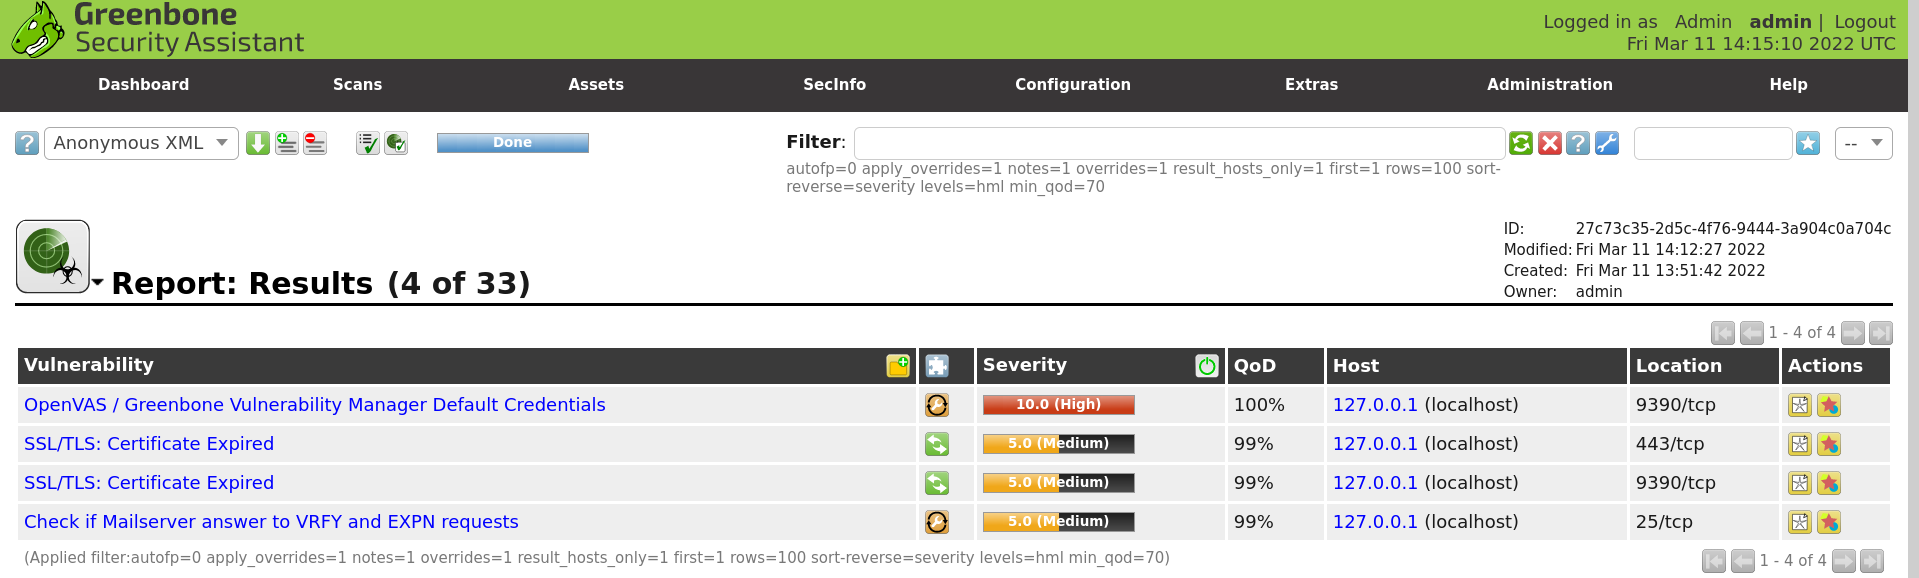 Greenbone
Security Assistant
Logged in as Admin admin | Logout
Fri Mar 11 14:15:10 2022 UTC
Dashboard Scans Assets SecInfo Configuration Extras Administration Help
? Anonymous XML Done Filter: ? --
autofp=0 apply_overrides=1 notes=1 overrides=1 result_hosts_only=1 first=1 rows=100 sort-
reverse=severity levels=hml min_qod=70
ID: 27c73c35-2d5c-4f76-9444-3a904c0a704c
Modified: Fri Mar 11 14:12:27 2022
Created: Fri Mar 11 13:51:42 2022
Owner: admin
Report: Results (4 of 33)
1 - 4 of 4
Vulnerability Severity QoD Host Location Actions
OpenVAS / Greenbone Vulnerability Manager Default Credentials 10.0 (High) 100% 127.0.0.1 (localhost) 9390/tcp
SSL/TLS: Certificate Expired 5.0 (Medium) 99% 127.0.0.1 (localhost) 443/tcp
SSL/TLS: Certificate Expired 5.0 (Medium) 99% 127.0.0.1 (localhost) 9390/tcp
Check if Mailserver answer to VRFY and EXPN requests 5.0 (Medium) 99% 127.0.0.1 (localhost) 25/tcp
(Applied filter:autofp=0 apply_overrides=1 notes=1 overrides=1 result_hosts_only=1 first=1 rows=100 sort-reverse=severity levels=hml min_qod=70)
1 - 4 of 4